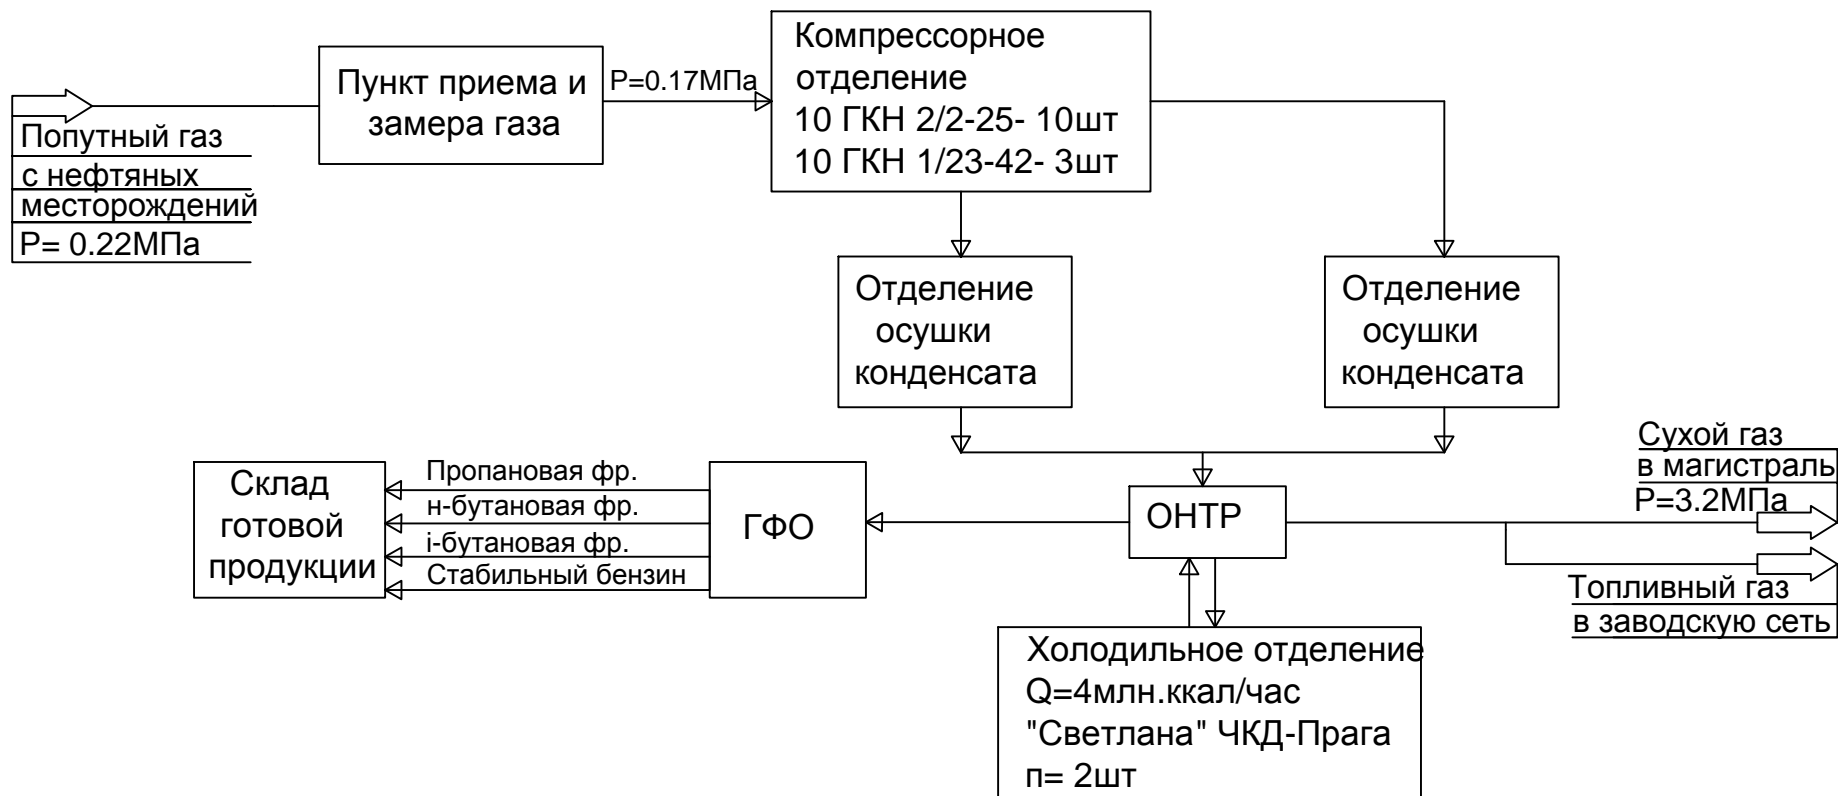 Попутный газ
с нефтяных
месторождений
Р= 0.22МПа
Пункт приема и
замера газа
Р=0.17МПа
Компрессорное
отделение
10 ГКН 2/2-25- 10шт
10 ГКН 1/23-42- 3шт
Отделение
осушки
конденсата
Отделение
осушки
конденсата
Склад
готовой
продукции
Пропановая фр.
н-бутановая фр.
i-бутановая фр.
Стабильный бензин
ГФО
ОНТР
Сухой газ
в магистраль
Р=3.2МПа
Топливный газ
в заводскую сеть
Холодильное отделение
Q=4млн.ккал/час
"Светлана" ЧКД-Прага
п= 2шт